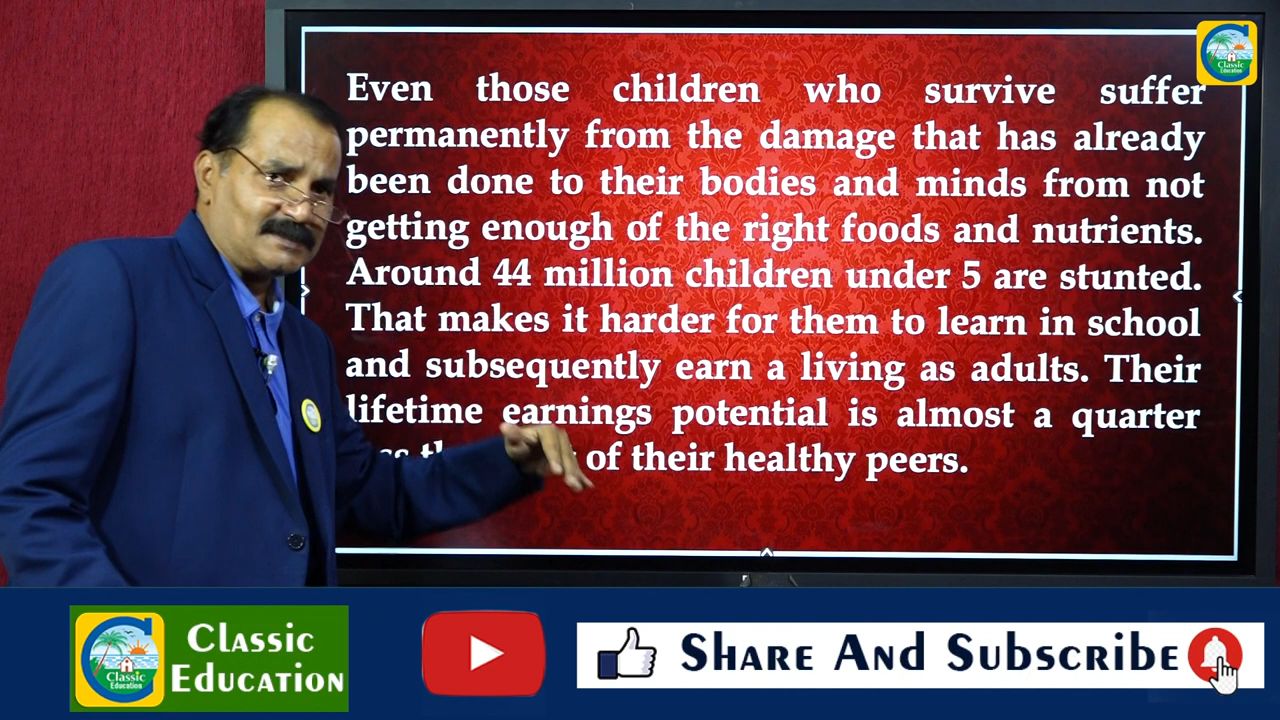 Even those children who survive suffer
permanently from the damage that has already
been done to their bodies and minds from not
getting enough of the right foods and nutrients.
Around 44 million children under 5 are stunted.
That makes it harder for them to learn in school
and subsequently earn a living as adults. Their
lifetime earnings potential is almost a quarter
of their healthy peers.
Classic
Education
Classic
Education
Classic
Education
Share And Subscribe